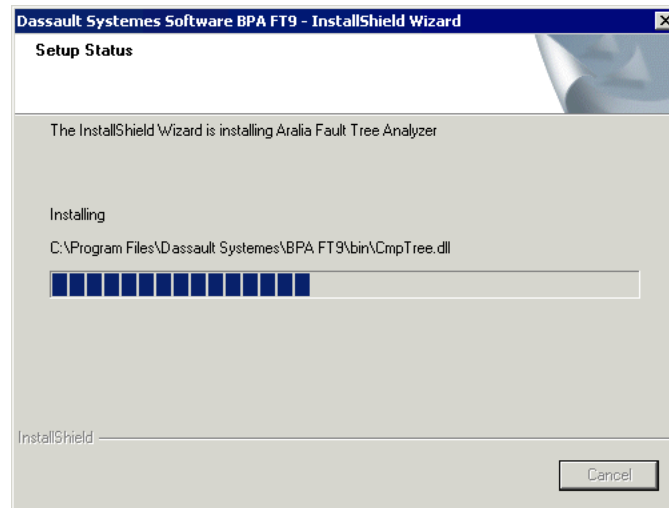 Dassault Systemes Software BPA FT9 - InstallShield Wizard
Setup Status
The InstallShield Wizard is installing Aralia Fault Tree Analyzer
Installing
C:\Program Files\Dassault Systemes\BPA FT9\bin\CmpTree.dll
InstallShield
Cancel